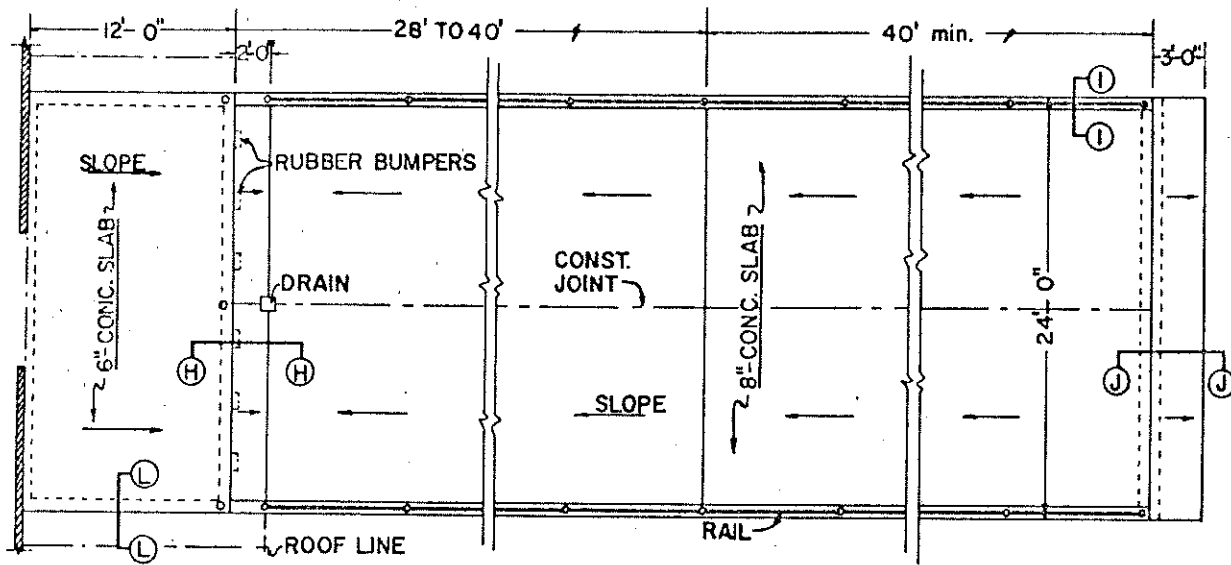 12'-0"
28' TO 40'
40' min.
3'-0"
2'-0"
I
I
SLOPE
RUBBER BUMPERS
6"-CONC. SLAB
DRAIN
CONST.
JOINT
8"-CONC. SLAB
24'-0"
H
H
J
J
SLOPE
L
L
ROOF LINE
RAIL